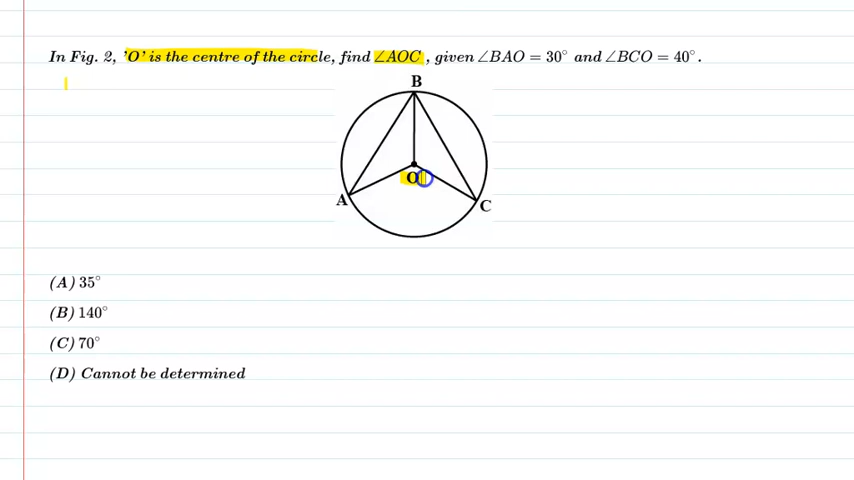 In Fig. 2, 'O' is the centre of the circle, find ∠AOC , given ∠BAO = 30° and ∠BCO = 40° .
B
O
A
C
(A) 35°
(B) 140°
(C) 70°
(D) Cannot be determined